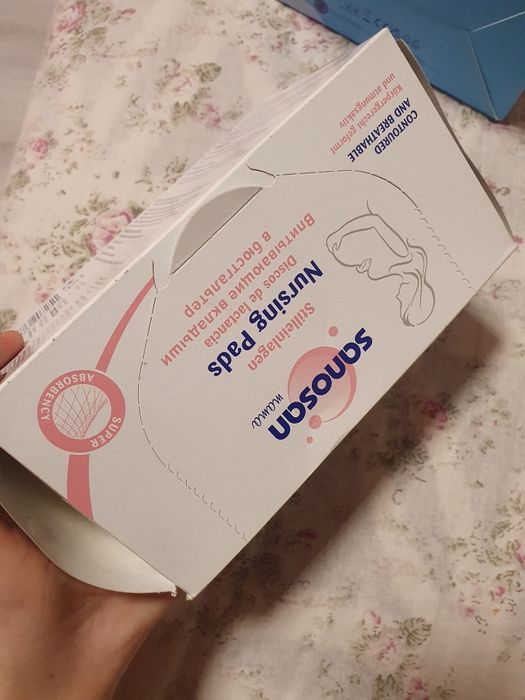 sanosan
mama
Stilleinlagen
Nursing Pads
Discos de lactancia
Впитывающие вкладыши
в бюстгальтер
CONTOURED
AND BREATHABLE
Körpergerecht geformt
und atmungsaktiv
SUPER
ABSORBENCY